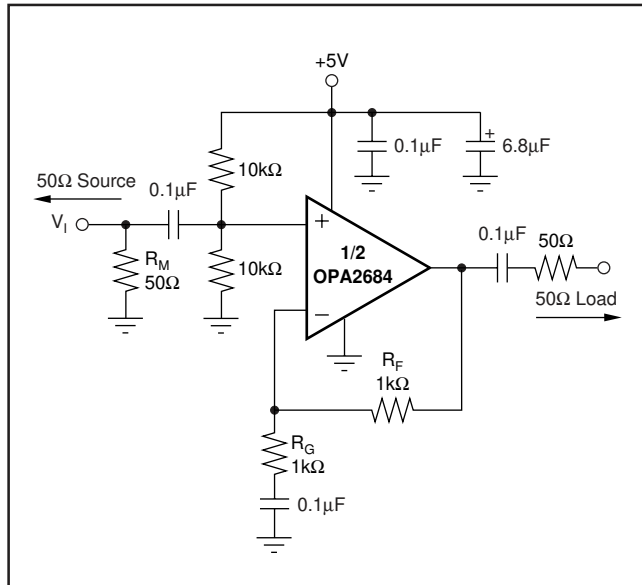 +5V
0.1μF
+
6.8μF
50Ω Source
0.1μF
10kΩ
V_I
R_M
50Ω
10kΩ
+
1/2
OPA2684
−
0.1μF
50Ω
50Ω Load
R_F
1kΩ
R_G
1kΩ
0.1μF